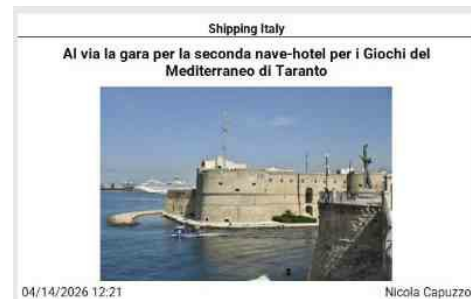 Shipping Italy
Al via la gara per la seconda nave-hotel per i Giochi del
Mediterraneo di Taranto
04/14/2026 12:21
Nicola Capuzzo